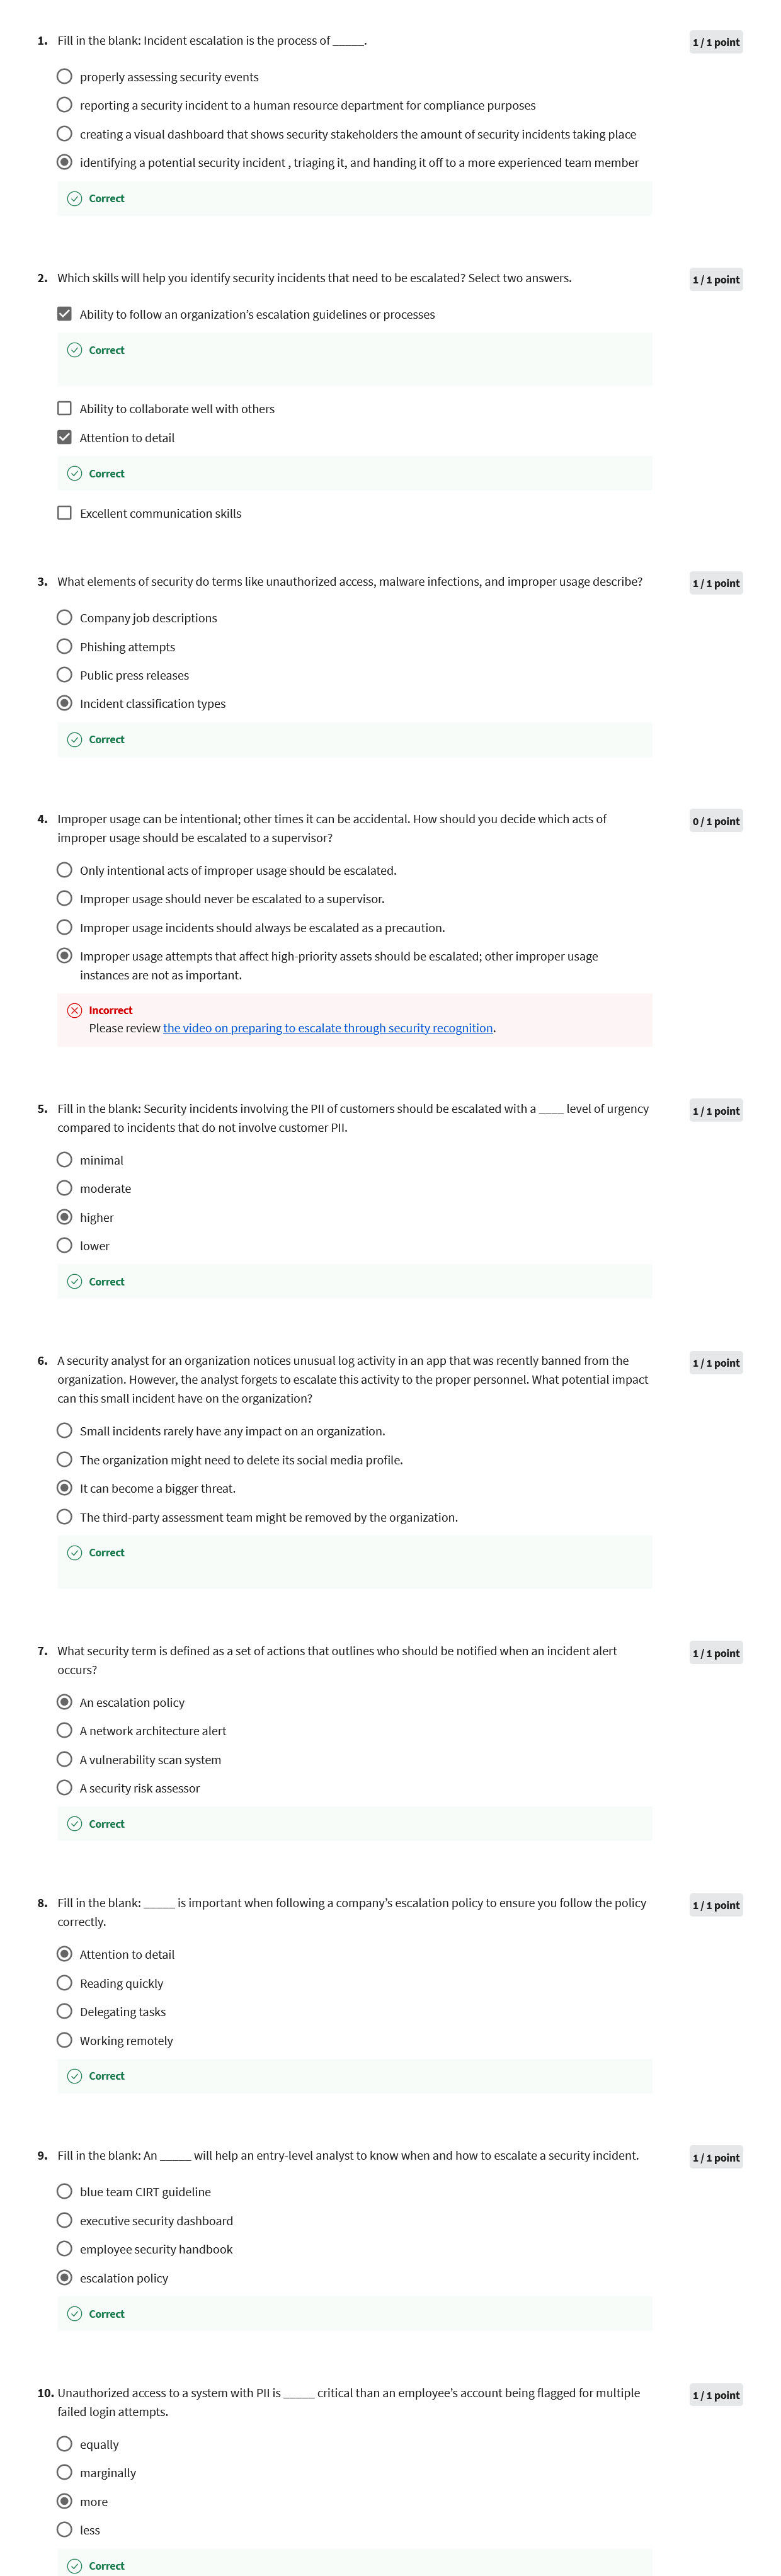 1. Fill in the blank: Incident escalation is the process of _____.
1 / 1 point
properly assessing security events
reporting a security incident to a human resource department for compliance purposes
creating a visual dashboard that shows security stakeholders the amount of security incidents taking place
identifying a potential security incident , triaging it, and handing it off to a more experienced team member
Correct
2. Which skills will help you identify security incidents that need to be escalated? Select two answers.
1 / 1 point
Ability to follow an organization’s escalation guidelines or processes
Correct
Ability to collaborate well with others
Attention to detail
Correct
Excellent communication skills
3. What elements of security do terms like unauthorized access, malware infections, and improper usage describe?
1 / 1 point
Company job descriptions
Phishing attempts
Public press releases
Incident classification types
Correct
4. Improper usage can be intentional; other times it can be accidental. How should you decide which acts of
improper usage should be escalated to a supervisor?
0 / 1 point
Only intentional acts of improper usage should be escalated.
Improper usage should never be escalated to a supervisor.
Improper usage incidents should always be escalated as a precaution.
Improper usage attempts that affect high-priority assets should be escalated; other improper usage
instances are not as important.
Incorrect
Please review the video on preparing to escalate through security recognition.
5. Fill in the blank: Security incidents involving the PII of customers should be escalated with a ____ level of urgency
compared to incidents that do not involve customer PII.
1 / 1 point
minimal
moderate
higher
lower
Correct
6. A security analyst for an organization notices unusual log activity in an app that was recently banned from the
organization. However, the analyst forgets to escalate this activity to the proper personnel. What potential impact
can this small incident have on the organization?
1 / 1 point
Small incidents rarely have any impact on an organization.
The organization might need to delete its social media profile.
It can become a bigger threat.
The third-party assessment team might be removed by the organization.
Correct
7. What security term is defined as a set of actions that outlines who should be notified when an incident alert
occurs?
1 / 1 point
An escalation policy
A network architecture alert
A vulnerability scan system
A security risk assessor
Correct
8. Fill in the blank: _____ is important when following a company’s escalation policy to ensure you follow the policy
correctly.
1 / 1 point
Attention to detail
Reading quickly
Delegating tasks
Working remotely
Correct
9. Fill in the blank: An _____ will help an entry-level analyst to know when and how to escalate a security incident.
1 / 1 point
blue team CIRT guideline
executive security dashboard
employee security handbook
escalation policy
Correct
10. Unauthorized access to a system with PII is _____ critical than an employee’s account being flagged for multiple
failed login attempts.
1 / 1 point
equally
marginally
more
less
Correct